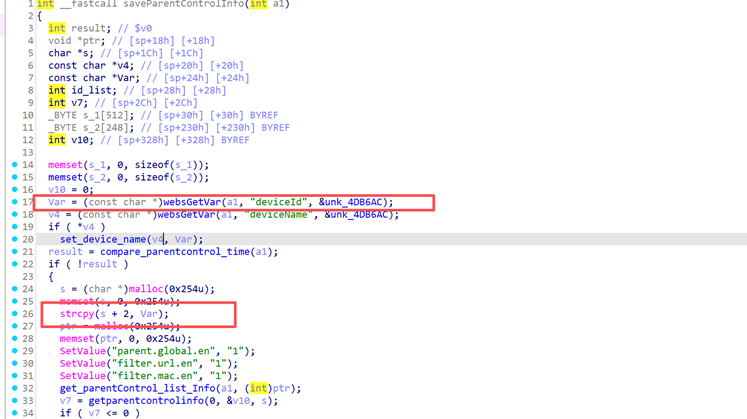 1 int __fastcall saveParentControlInfo(int a1)
2 {
3 int result; // $v0
4 void *ptr; // [sp+18h] [+18h]
5 char *s; // [sp+1Ch] [+1Ch]
6 const char *v4; // [sp+20h] [+20h]
7 const char *Var; // [sp+24h] [+24h]
8 int id_list; // [sp+28h] [+28h]
9 int v7; // [sp+2Ch] [+2Ch]
10 _BYTE s_1[512]; // [sp+30h] [+30h] BYREF
11 _BYTE s_2[248]; // [sp+230h] [+230h] BYREF
12 int v10; // [sp+328h] [+328h] BYREF
13
14 memset(s_1, 0, sizeof(s_1));
15 memset(s_2, 0, sizeof(s_2));
16 v10 = 0;
17 Var = (const char *)websGetVar(a1, "deviceId", &unk_4DB6AC);
18 v4 = (const char *)websGetVar(a1, "deviceName", &unk_4DB6AC);
19 if ( *v4 )
20 set_device_name(v4, Var);
21 result = compare_parentcontrol_time(a1);
22 if ( !result )
23 {
24 s = (char *)malloc(0x254u);
25 memset(s, 0, 0x254u);
26 strcpy(s + 2, Var);
27 ptr = malloc(0x254u);
28 memset(ptr, 0, 0x254u);
29 SetValue("parent.global.en", "1");
30 SetValue("filter.url.en", "1");
31 SetValue("filter.mac.en", "1");
32 get_parentControl_list_Info(a1, (int)ptr);
33 v7 = getparentcontrolinfo(0, &v10, s);
34 if ( v7 <= 0 )